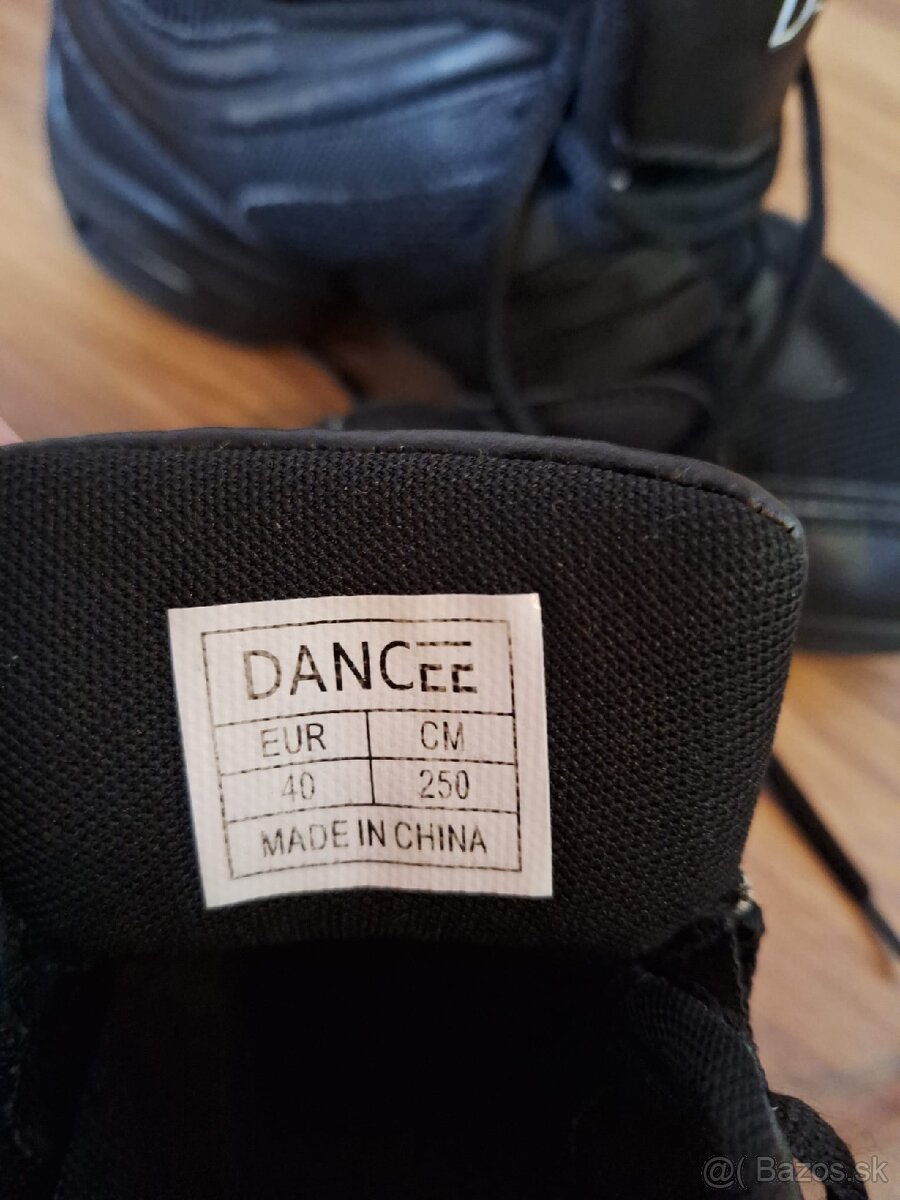 DANCEE
EUR CM
40 250
MADE IN CHINA
@( Bazos.sk